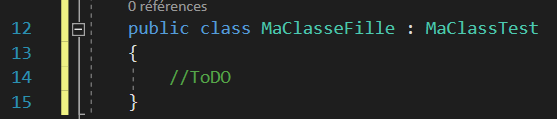 0 références
12 public class MaClasseFille : MaClassTest
13 {
14 //ToDO
15 }